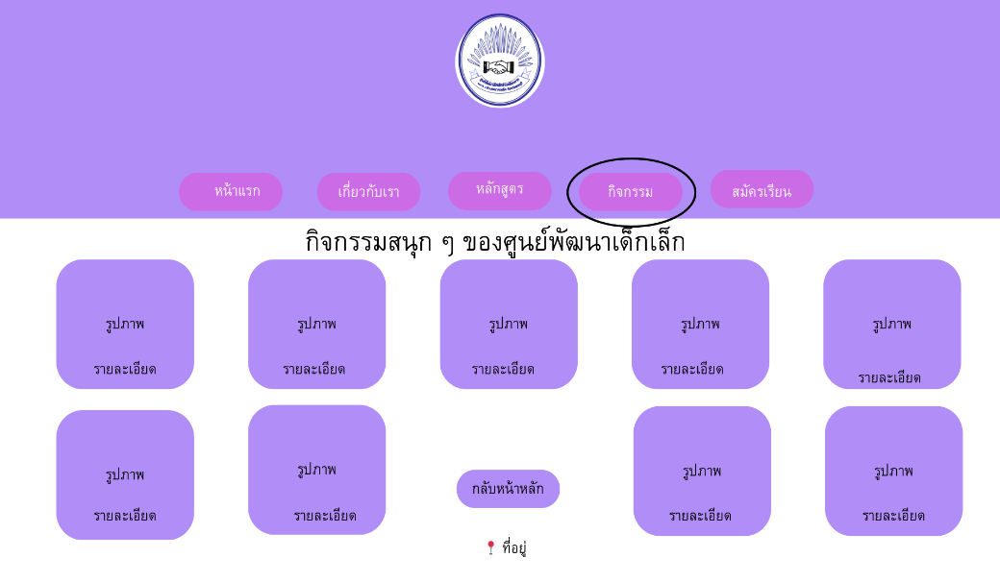 หน้าแรก
เกี่ยวกับเรา
หลักสูตร
กิจกรรม
สมัครเรียน
กิจกรรมสนุก ๆ ของศูนย์พัฒนาเด็กเล็ก
รูปภาพ
รายละเอียด
รูปภาพ
รายละเอียด
รูปภาพ
รายละเอียด
รูปภาพ
รายละเอียด
รูปภาพ
รายละเอียด
รูปภาพ
รายละเอียด
รูปภาพ
รายละเอียด
กลับหน้าหลัก
รูปภาพ
รายละเอียด
รูปภาพ
รายละเอียด
📍 ที่อยู่